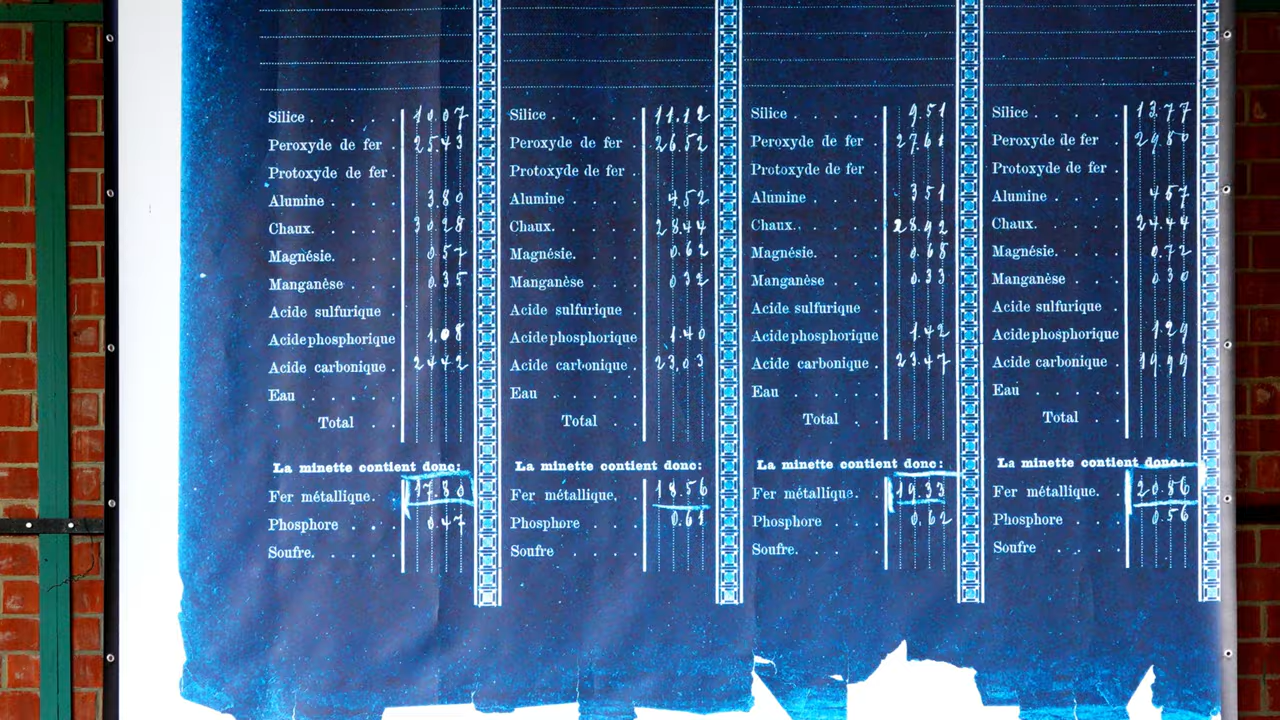 Silice . . . . . 10.07
Peroxyde de fer . 25.43
Protoxyde de fer .
Alumine . . . . 3 80
Chaux. . . . . 30.28
Magnésie. . . . 0.57
Manganèse . . . 0.35
Acide sulfurique .
Acide phosphorique 1.08
Acide carbonique . 24 42
Eau . . . . .
Total . .
La minette contient donc:
Fer métallique. . 17.80
Phosphore . . . 0.47
Soufre. . . . .
Silice . . . . 11.12
Peroxyde de fer . 26.52
Protoxyde de fer .
Alumine . . . . 4 52
Chaux. . . . . 28 44
Magnésie. . . . 0.62
Manganèse . . . 0 32
Acide sulfurique .
Acide phosphorique 1.40
Acide carbonique . 23,03
Eau . . . . .
Total . .
La minette contient donc:
Fer métallique, . 18.56
Phosphore . . . 0.61
Soufre . . . .
Silice . . . . 9.51
Peroxyde de fer . 27.61
Protoxyde de fer .
Alumine . . . . 3 51
Chaux. . . . . 28.92
Magnésie. . . . 0.68
Manganèse . . . 0.33
Acide sulfurique .
Acide phosphorique 1.42
Acide carbonique . 23.47
Eau . . . . .
Total . .
La minette contient donc:
Fer métallique. . 19.33
Phosphore . . . 0.62
Soufre. . . . .
Silice . . . . . 13.77
Peroxyde de fer . 29.80
Protoxyde de fer .
Alumine . . . . 4 57
Chaux. . . . . 24.44
Magnésie. . . . 0.72
Manganèse . . . 0 30
Acide sulfurique .
Acide phosphorique 1.29
Acide carbonique . 19.99
Eau . . . . .
Total . .
La minette contient donc:
Fer métallique. . 20.86
Phosphore . . . 0.56
Soufre . . . .